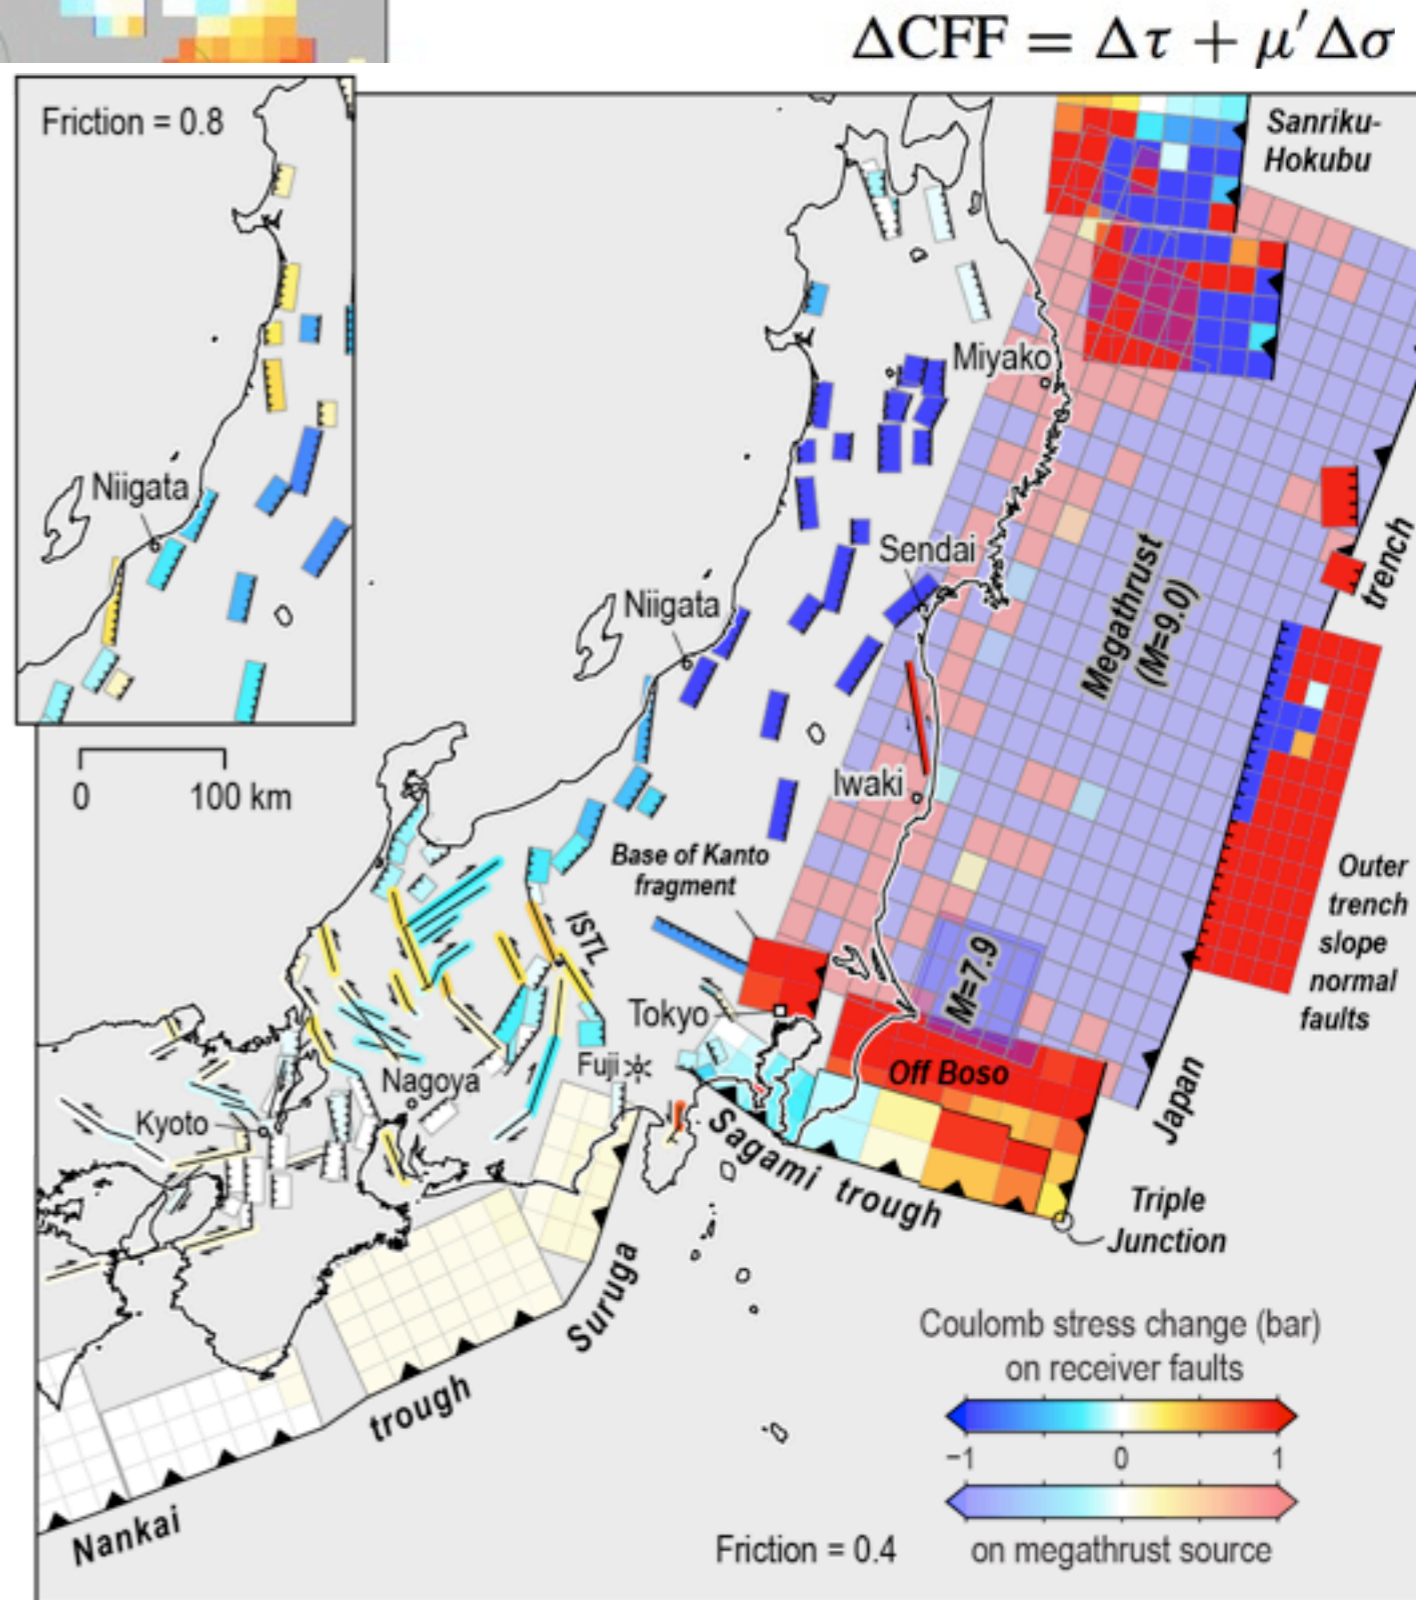 ΔCFF = Δτ + μ′Δσ
Friction = 0.8
Niigata
0 100 km
Sanriku-
Hokubu
Miyako
Sendai
Niigata
Iwaki
Megathrust
(M=9.0)
trench
Base of Kanto
fragment
Outer
trench
slope
normal
faults
ISTL
M=7.9
Tokyo
Off Boso
Fuji
Nagoya
Kyoto
Japan
Sagami trough
Triple
Junction
Suruga
trough
Nankai
Coulomb stress change (bar)
on receiver faults
−1 0 1
Friction = 0.4
on megathrust source